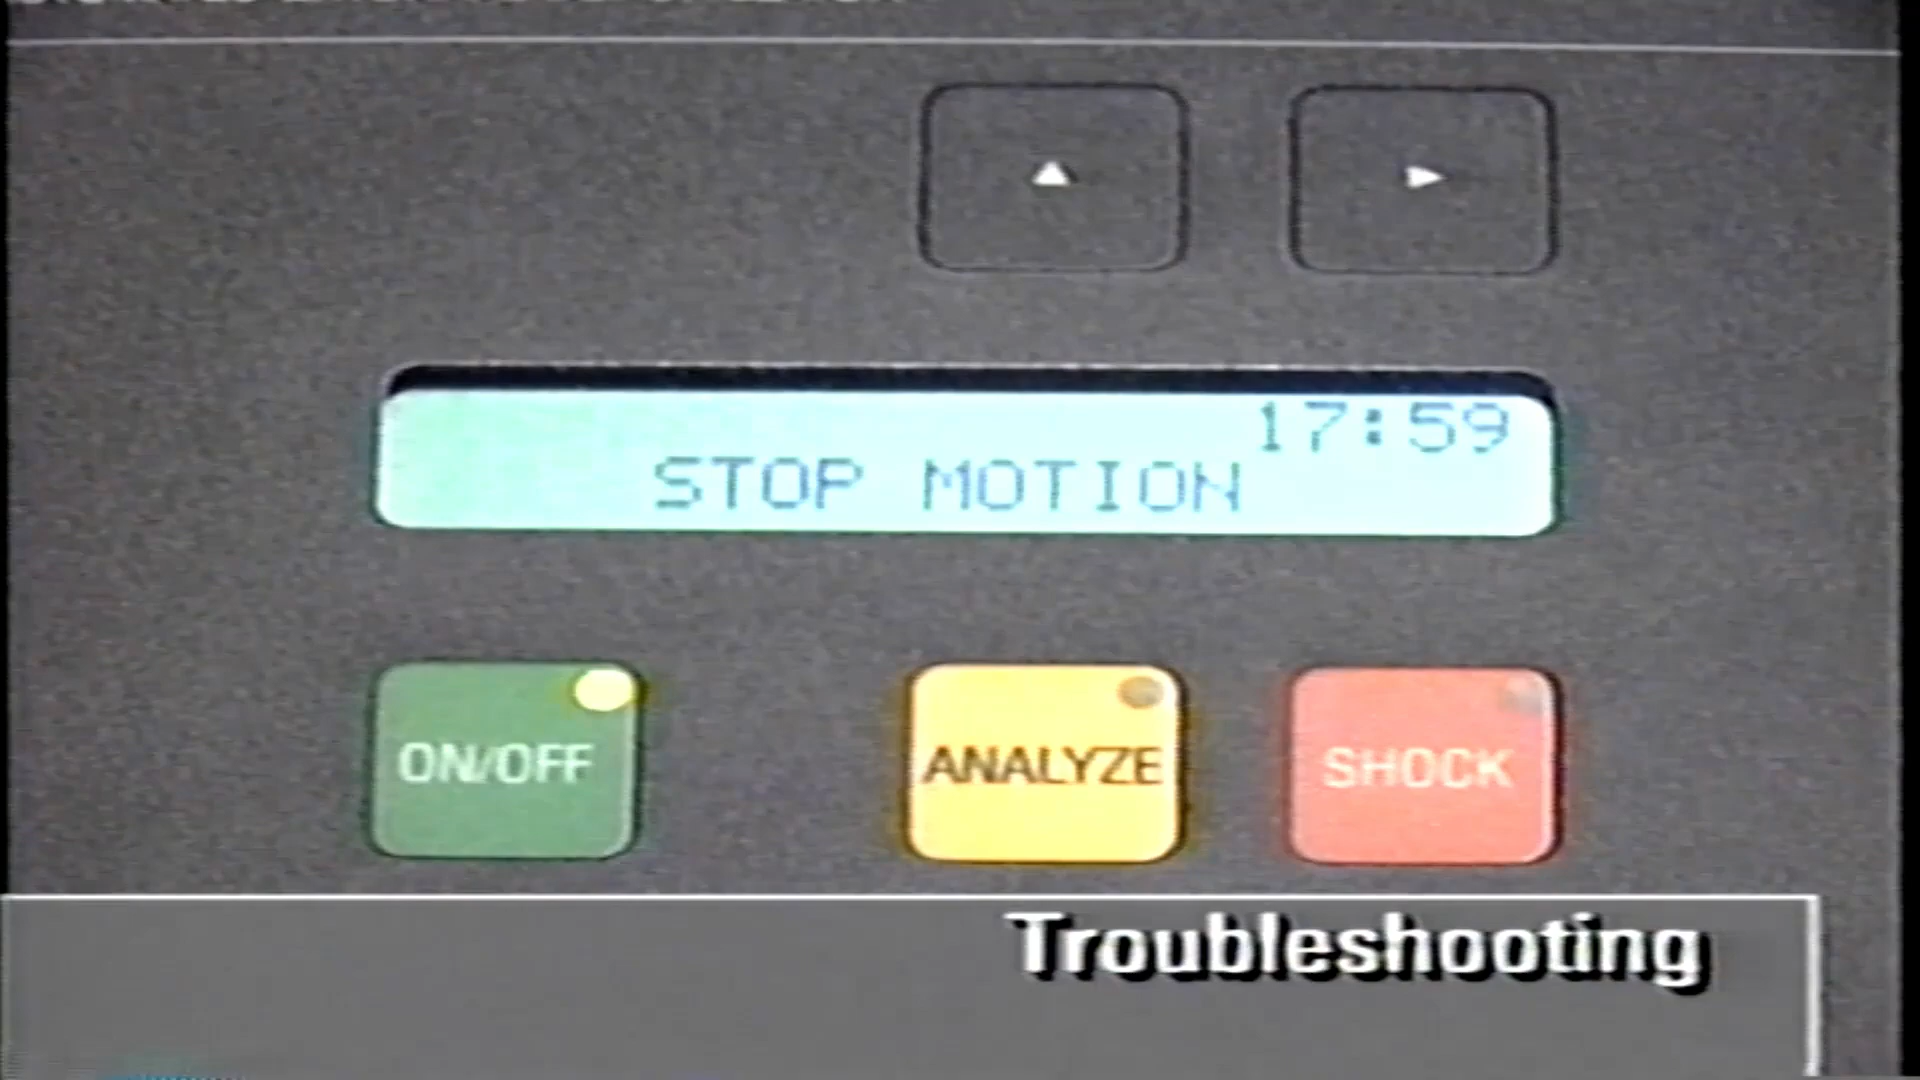 17:59
STOP MOTION
ON/OFF
ANALYZE
SHOCK
Troubleshooting